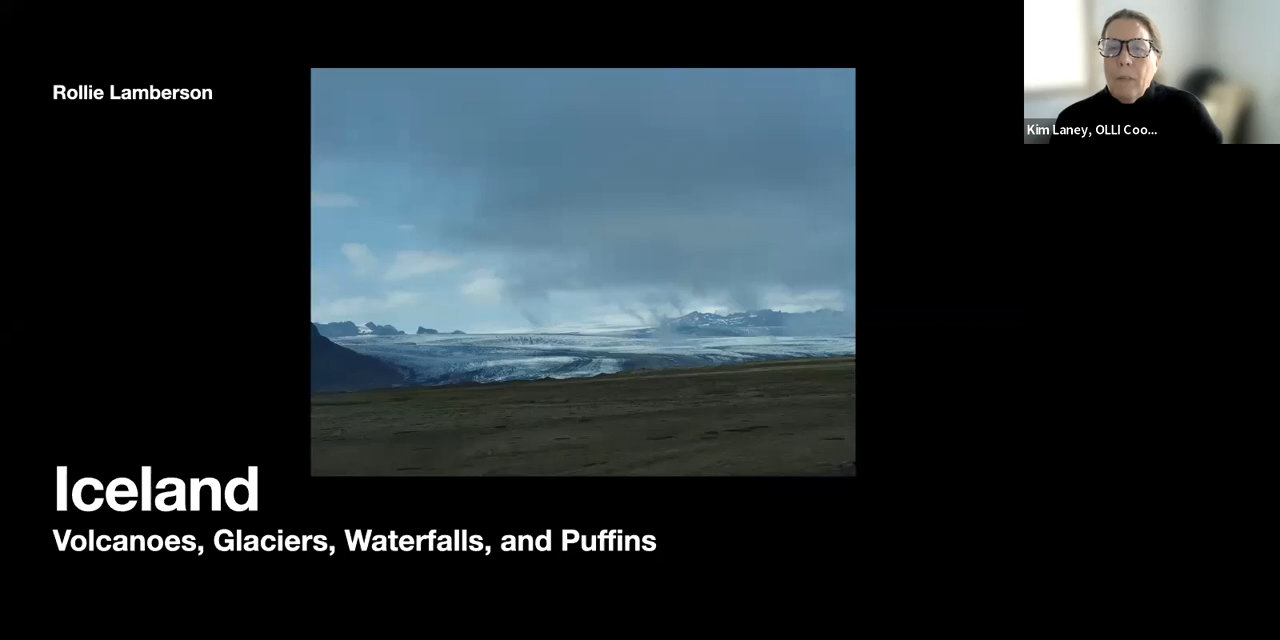 Rollie Lamberson
Kim Laney, OLLI Coo...
Iceland
Volcanoes, Glaciers, Waterfalls, and Puffins